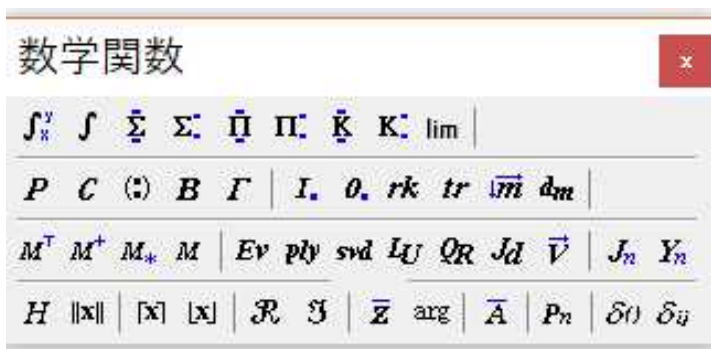 数学関数 x
∫ₓʸ ∫ Σ Σ Π Π K K lim
P C (:) B Γ I. 0. rk tr m dm
Mᵀ M⁺ M* M Ev ply svd LU QR Jd V Jₙ Yₙ
H ‖x‖ ⌈x⌉ ⌊x⌋ ℜ ℑ Z arg A Pn δ() δij